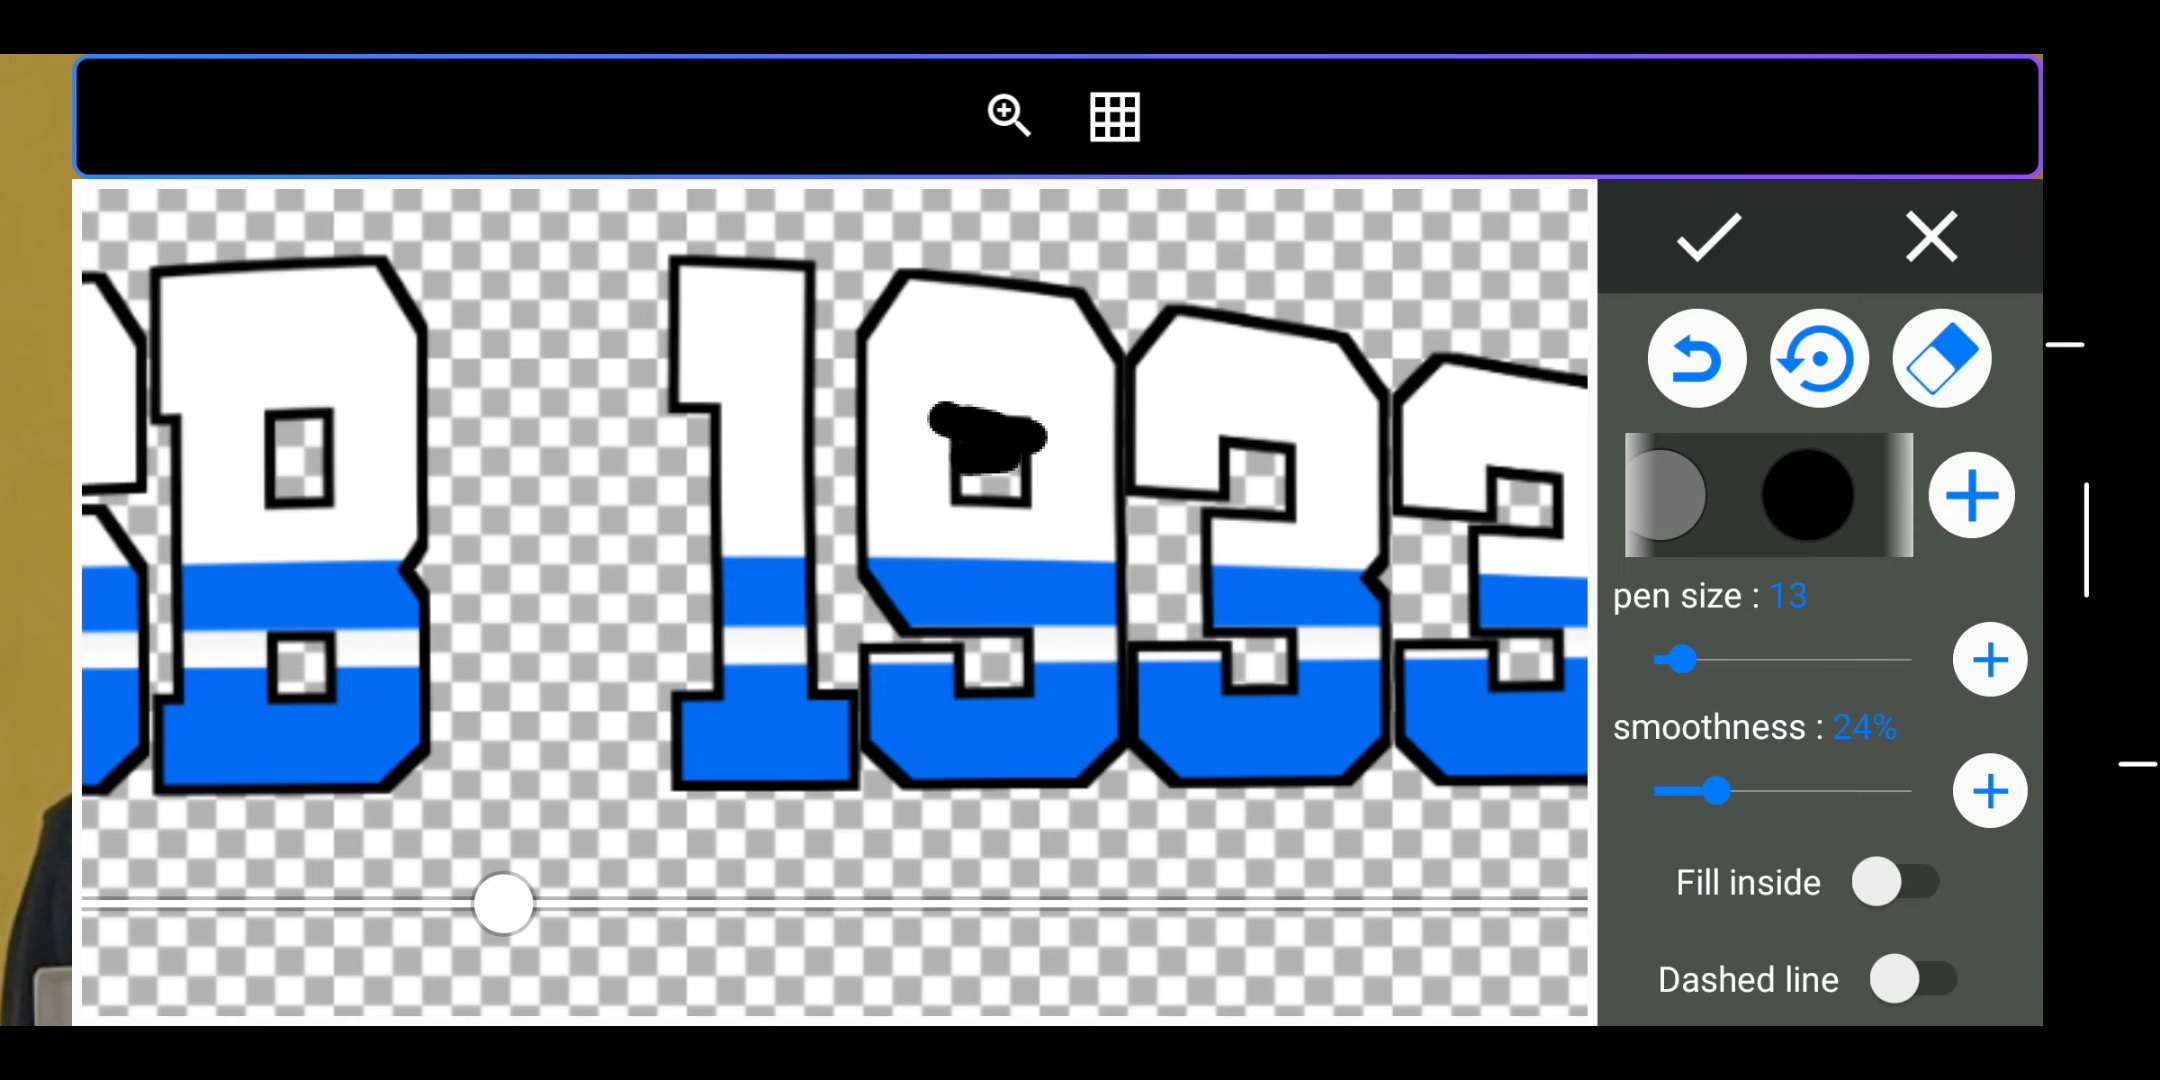 B 1933
pen size : 13
smoothness : 24%
Fill inside
Dashed line